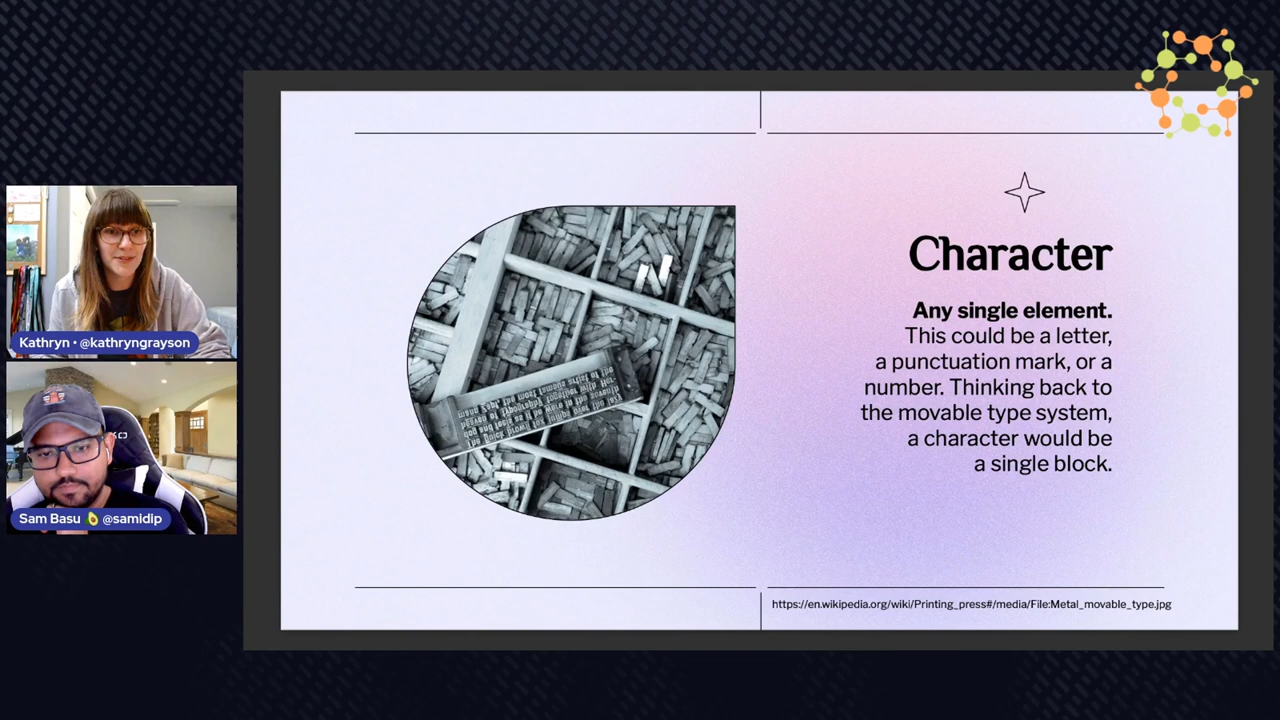 Kathryn • @kathryngrayson
Sam Basu 🥑 @samidip
Character
Any single element.
This could be a letter,
a punctuation mark, or a
number. Thinking back to
the movable type system,
a character would be
a single block.
https://en.wikipedia.org/wiki/Printing_press#/media/File:Metal_movable_type.jpg